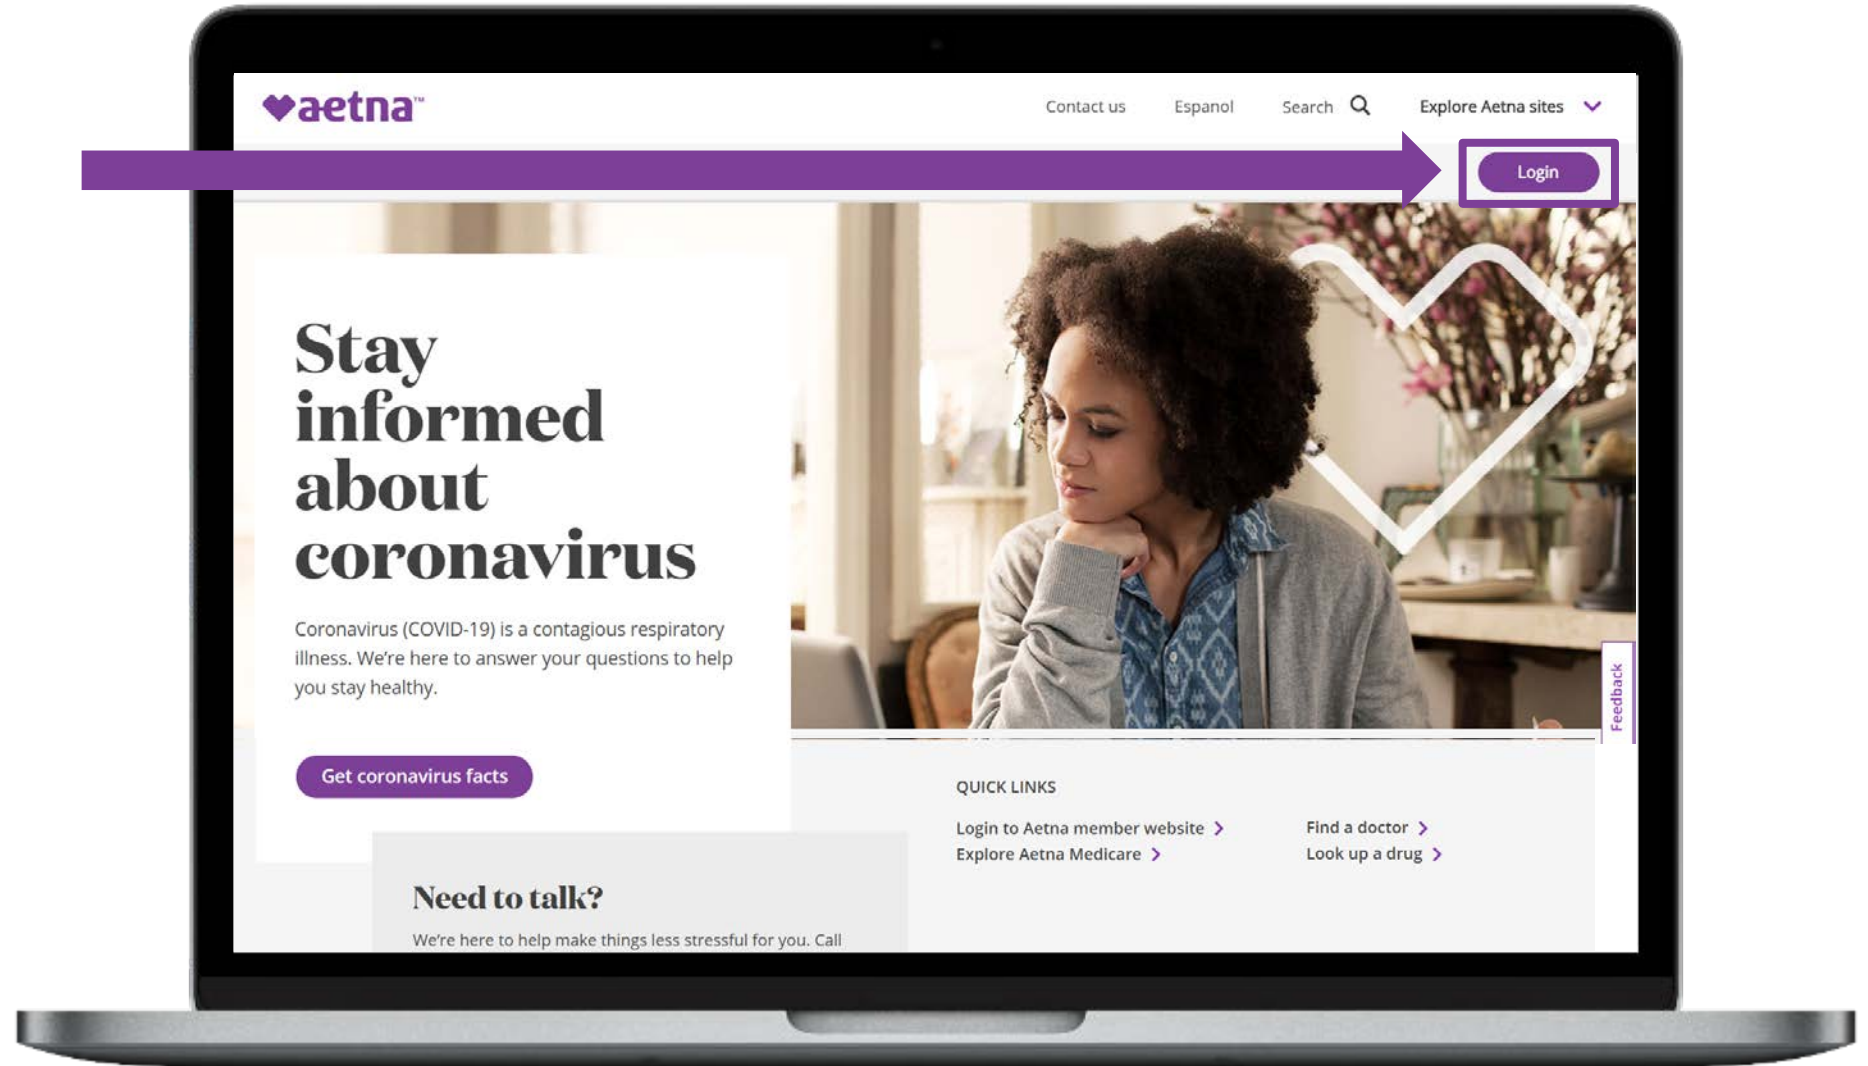 aetna™
Contact us Espanol Search Explore Aetna sites
Login
Stay
informed
about
coronavirus
Coronavirus (COVID-19) is a contagious respiratory
illness. We're here to answer your questions to help
you stay healthy.
Get coronavirus facts
Feedback
QUICK LINKS
Login to Aetna member website Find a doctor
Explore Aetna Medicare Look up a drug
Need to talk?
We're here to help make things less stressful for you. Call